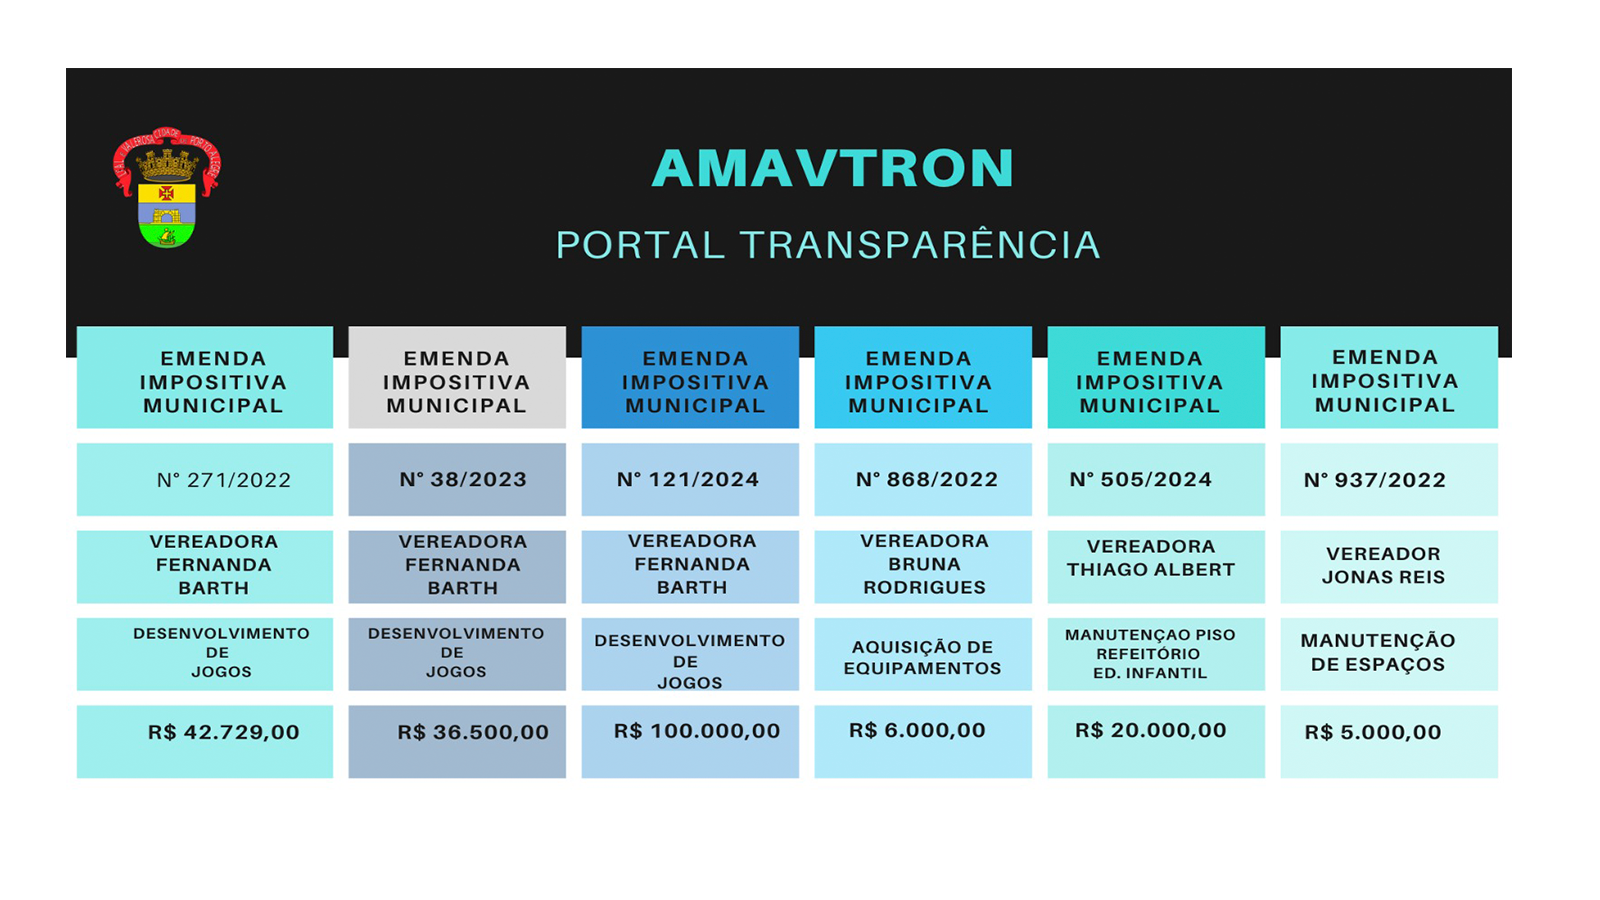 LEAL E VALEROSA CIDADE DE PORTO ALEGRE
AMAVTRON
PORTAL TRANSPARÊNCIA
EMENDA
IMPOSITIVA
MUNICIPAL
N° 271/2022
VEREADORA
FERNANDA
BARTH
DESENVOLVIMENTO
DE
JOGOS
R$ 42.729,00
EMENDA
IMPOSITIVA
MUNICIPAL
N° 38/2023
VEREADORA
FERNANDA
BARTH
DESENVOLVIMENTO
DE
JOGOS
R$ 36.500,00
EMENDA
IMPOSITIVA
MUNICIPAL
N° 121/2024
VEREADORA
FERNANDA
BARTH
DESENVOLVIMENTO
DE
JOGOS
R$ 100.000,00
EMENDA
IMPOSITIVA
MUNICIPAL
N° 868/2022
VEREADORA
BRUNA
RODRIGUES
AQUISIÇÃO DE
EQUIPAMENTOS
R$ 6.000,00
EMENDA
IMPOSITIVA
MUNICIPAL
N° 505/2024
VEREADORA
THIAGO ALBERT
MANUTENÇAO PISO
REFEITÓRIO
ED. INFANTIL
R$ 20.000,00
EMENDA
IMPOSITIVA
MUNICIPAL
N° 937/2022
VEREADOR
JONAS REIS
MANUTENÇÃO
DE ESPAÇOS
R$ 5.000,00